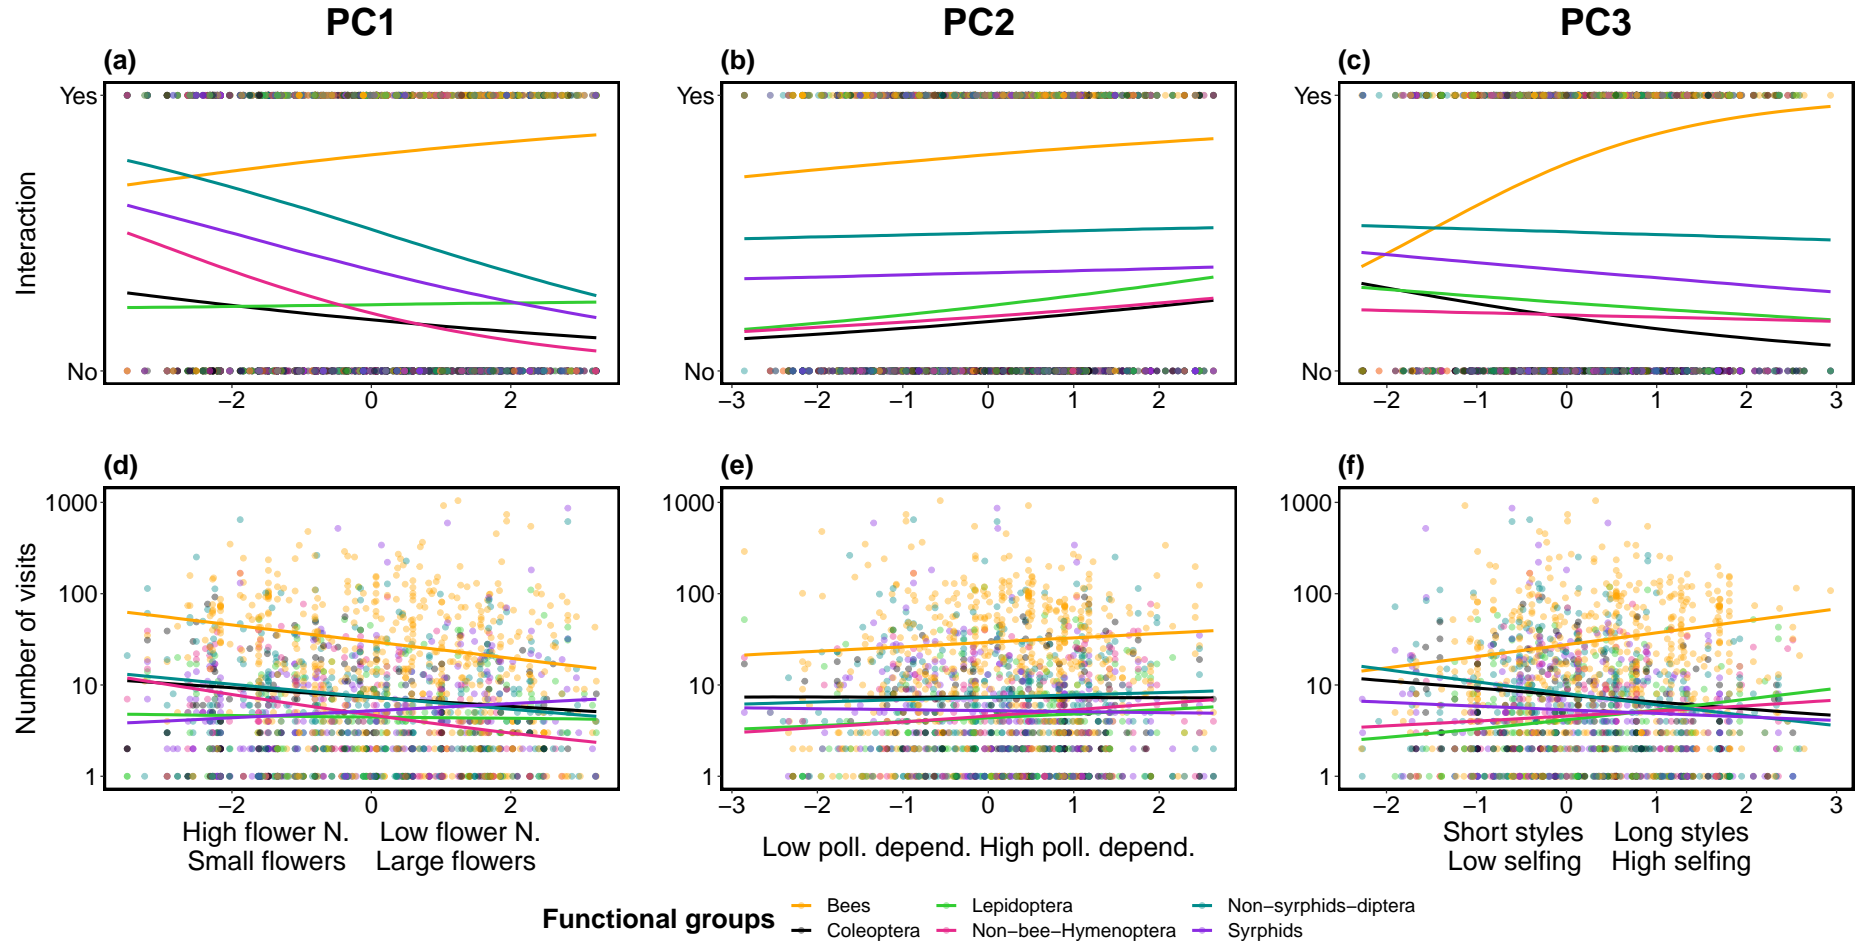 PC1 PC2 PC3
(a) (b) (c)
Interaction
Yes
No
−2 0 2
Yes
No
−3 −2 −1 0 1 2
Yes
No
−2 −1 0 1 2 3
(d) (e) (f)
Number of visits
1000
100
10
1
−2 0 2
High flower N. Low flower N.
Small flowers Large flowers
1000
100
10
1
−3 −2 −1 0 1 2
Low poll. depend. High poll. depend.
1000
100
10
1
−2 −1 0 1 2 3
Short styles Long styles
Low selfing High selfing
Functional groups
Bees Lepidoptera Non−syrphids−diptera
Coleoptera Non−bee−Hymenoptera Syrphids